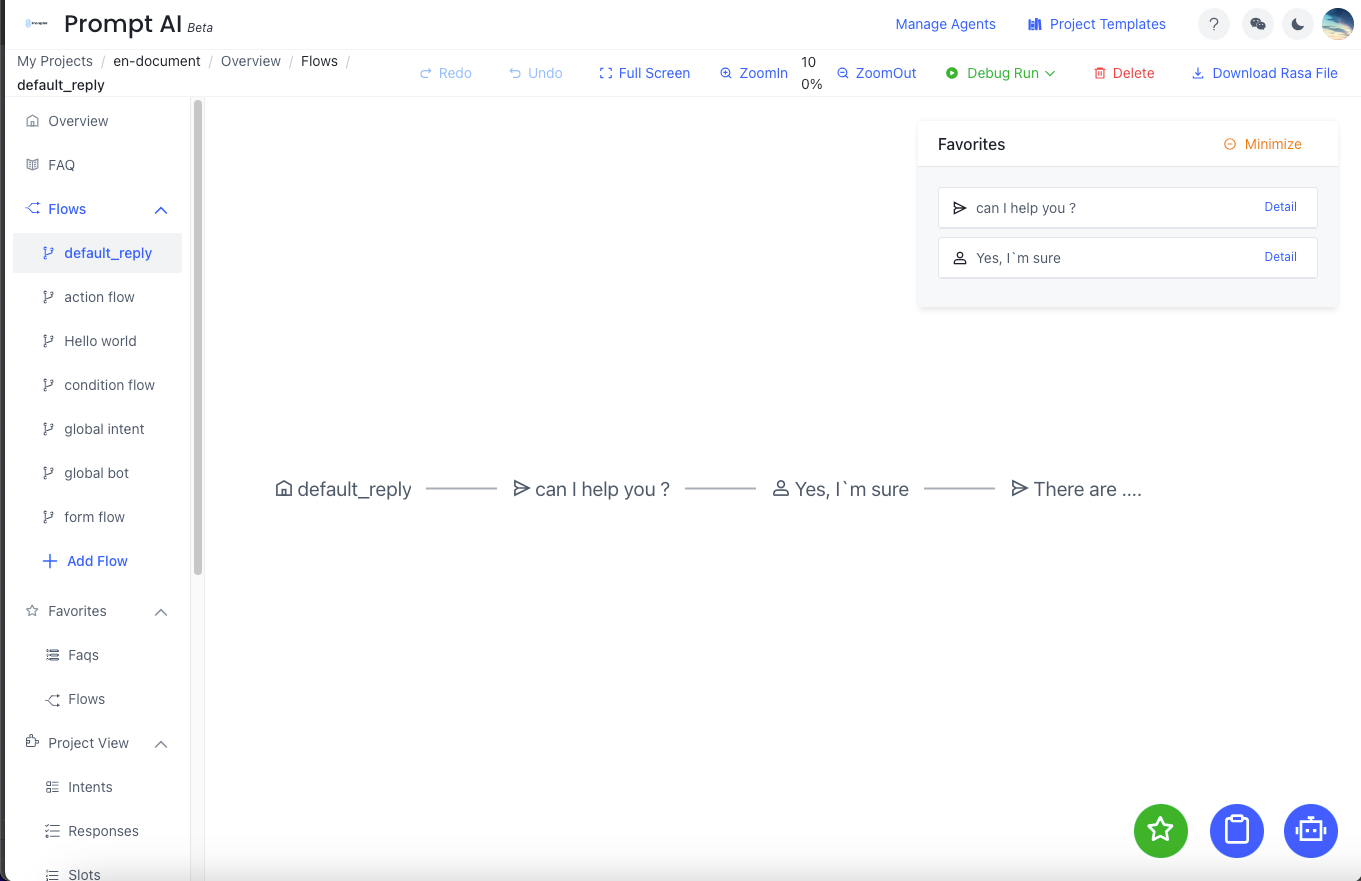 Prompt AI Beta
Manage Agents
Project Templates
?
My Projects / en-document / Overview / Flows /
default_reply
Redo
Undo
Full Screen
ZoomIn
10
0%
ZoomOut
Debug Run
Delete
Download Rasa File
Overview
FAQ
Flows
default_reply
action flow
Hello world
condition flow
global intent
global bot
form flow
Add Flow
Favorites
Faqs
Flows
Project View
Intents
Responses
Slots
Favorites
Minimize
can I help you ?
Detail
Yes, I`m sure
Detail
default_reply
can I help you ?
Yes, I`m sure
There are ....